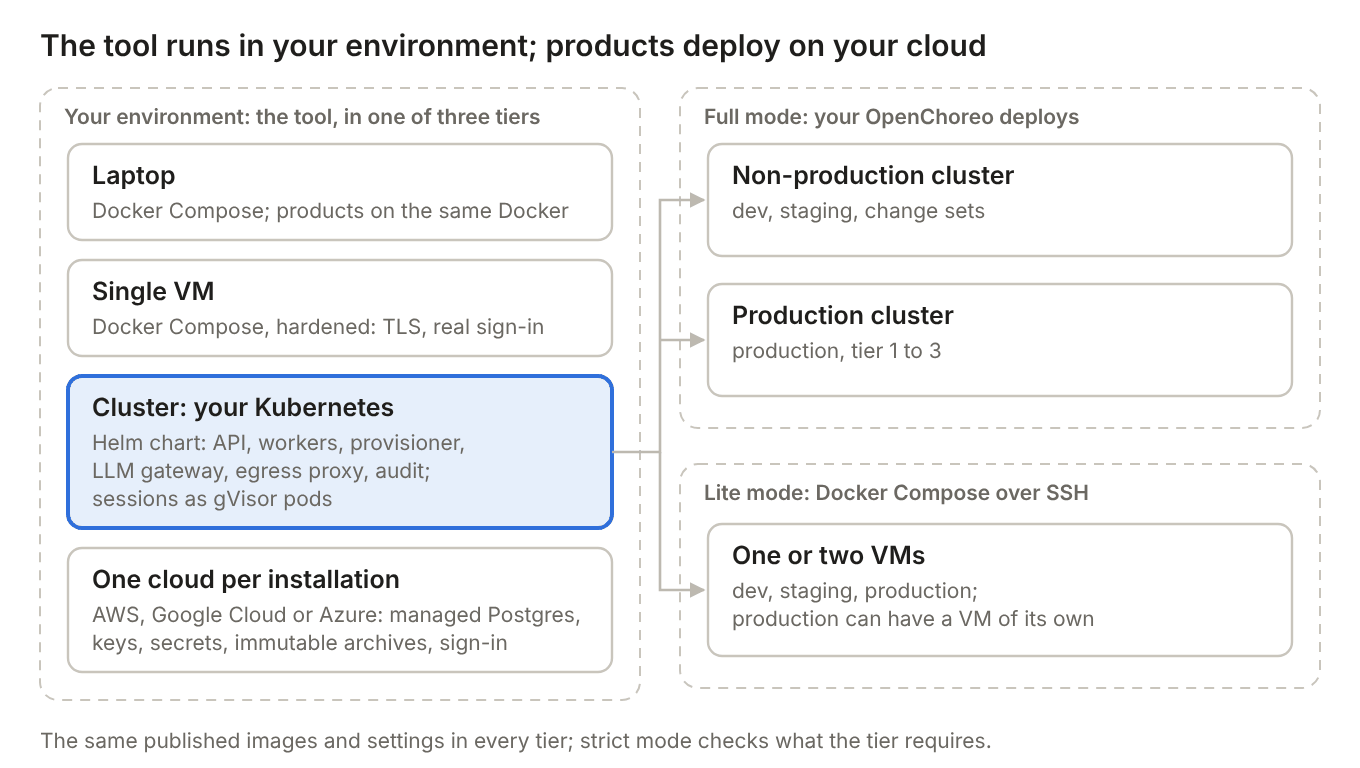 The tool runs in your environment; products deploy on your cloud
Your environment: the tool, in one of three tiers
Laptop
Docker Compose; products on the same Docker
Single VM
Docker Compose, hardened: TLS, real sign-in
Cluster: your Kubernetes
Helm chart: API, workers, provisioner,
LLM gateway, egress proxy, audit;
sessions as gVisor pods
One cloud per installation
AWS, Google Cloud or Azure: managed Postgres,
keys, secrets, immutable archives, sign-in
Full mode: your OpenChoreo deploys
Non-production cluster
dev, staging, change sets
Production cluster
production, tier 1 to 3
Lite mode: Docker Compose over SSH
One or two VMs
dev, staging, production;
production can have a VM of its own
The same published images and settings in every tier; strict mode checks what the tier requires.